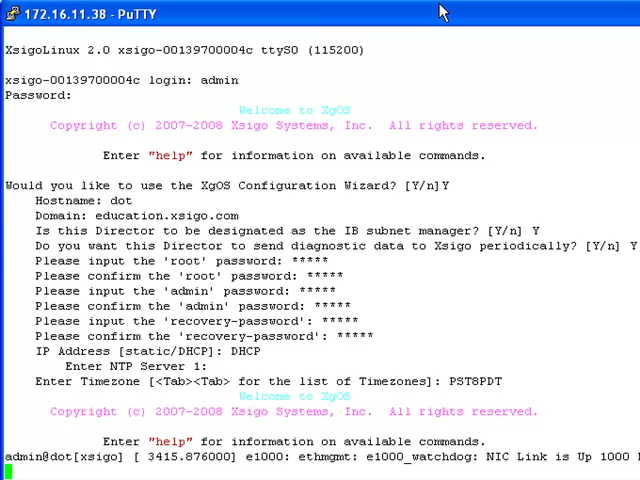 172.16.11.38 - PuTTY
XsigoLinux 2.0 xsigo-00139700004c ttyS0 (115200)
xsigo-00139700004c login: admin
Password:
Welcome to XgOS
Copyright (c) 2007-2008 Xsigo Systems, Inc.  All rights reserved.
Enter "help" for information on available commands.
Would you like to use the XgOS Configuration Wizard? [Y/n]Y
Hostname: dot
Domain: education.xsigo.com
Is this Director to be designated as the IB subnet manager? [Y/n] Y
Do you want this Director to send diagnostic data to Xsigo periodically? [Y/n] Y
Please input the 'root' password: *****
Please confirm the 'root' password: *****
Please input the 'admin' password: *****
Please confirm the 'admin' password: *****
Please input the 'recovery-password': *****
Please confirm the 'recovery-password': *****
IP Address [static/DHCP]: DHCP
Enter NTP Server 1:
Enter Timezone [<Tab><Tab> for the list of Timezones]: PST8PDT
Welcome to XgOS
Copyright (c) 2007-2008 Xsigo Systems, Inc.  All rights reserved.
Enter "help" for information on available commands.
admin@dot[xsigo] [ 3415.876000] e1000: ethmgmt: e1000_watchdog: NIC Link is Up 1000